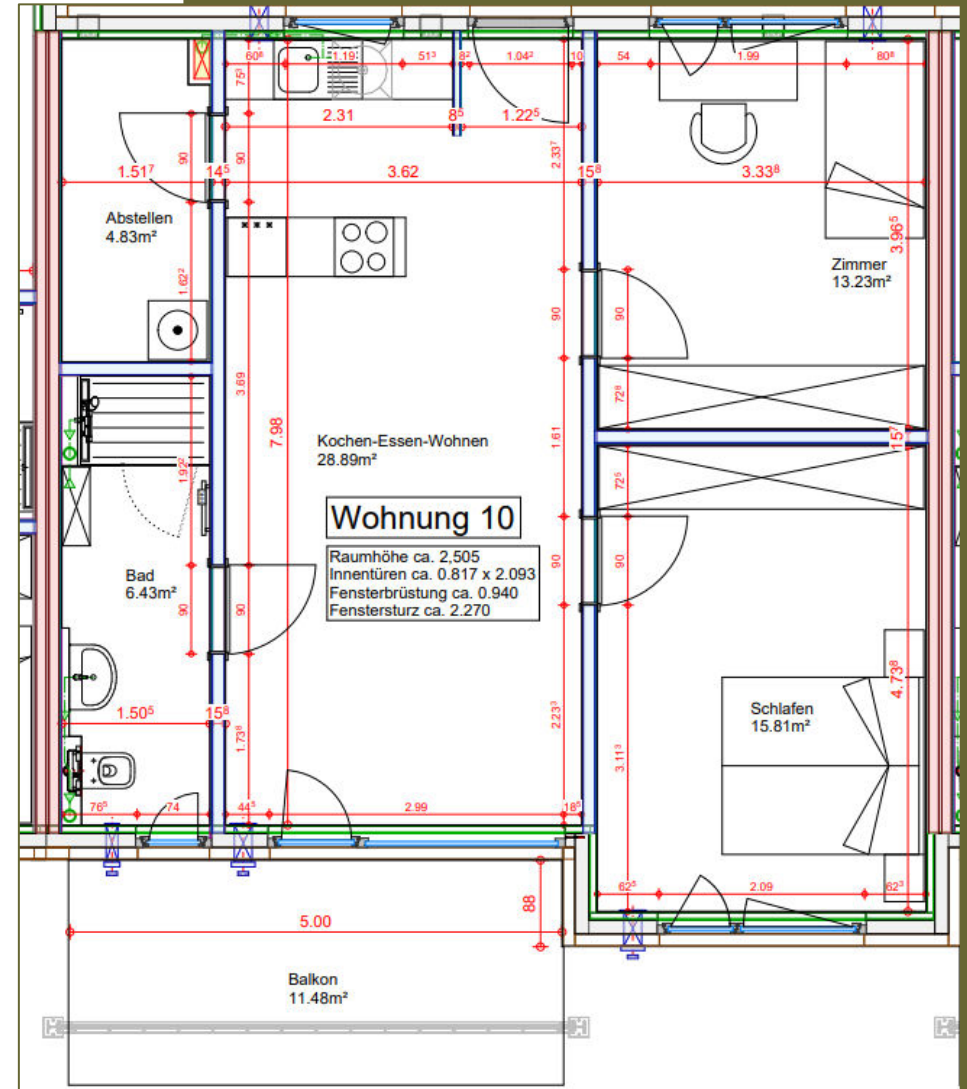 60⁸ 1.19 51³ 8² 1.04² 10 54 1.99 80⁸
75³
2.31 8⁵ 1.22⁵
90 90 2.33⁷
1.51⁷ 14⁵ 3.62 15⁸ 3.33⁸
Abstellen
4.83m²
3.96⁵
Zimmer
13.23m²
1.62²
90 90
3.69
72⁹
7.98
1.61
15⁷
Kochen-Essen-Wohnen
28.89m²
1.92²
72⁵
Wohnung 10
Raumhöhe ca. 2,505
Innentüren ca. 0.817 x 2.093
Fensterbrüstung ca. 0.940
Fenstersturz ca. 2.270
90 90
Bad
6.43m²
90 90
4.73⁸
Schlafen
15.81m²
1.50⁵ 15⁸
1.73⁸
2.23³
3.11³
76⁵ 74 44⁵ 2.99 18⁵
62⁵ 2.09 62³
88
5.00
Balkon
11.48m²